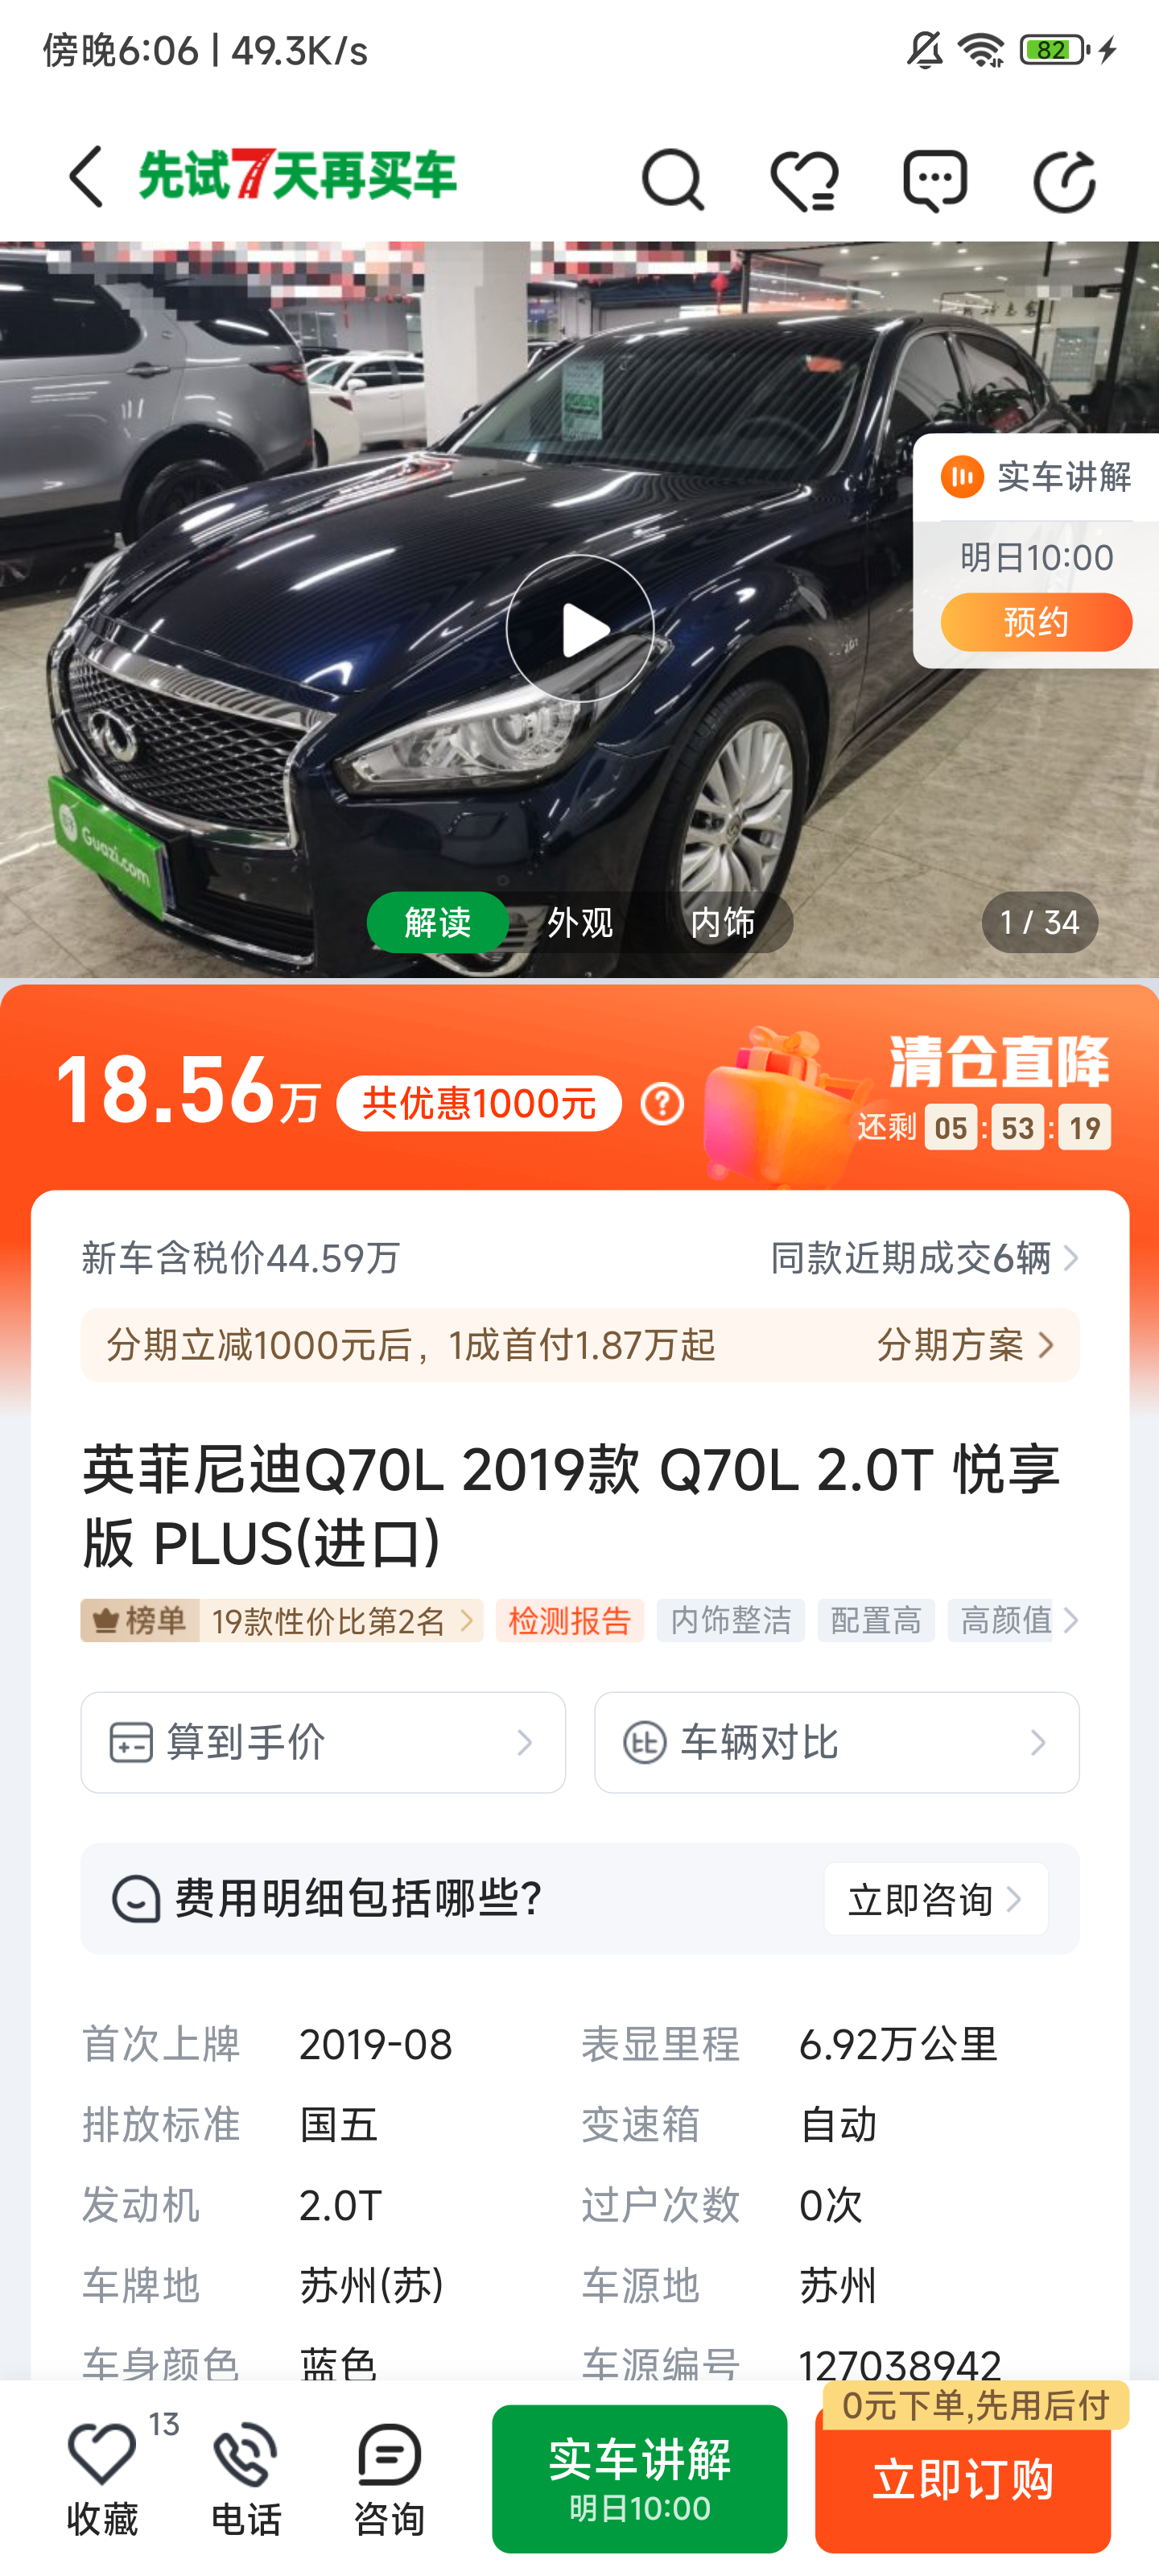 傍晚6:06 | 49.3K/s
82
先试7天再买车
实车讲解
明日10:00
预约
Guazi.com
解读
外观
内饰
1 / 34
18.56万
共优惠1000元
清仓直降
还剩 05 : 53 : 19
新车含税价44.59万
同款近期成交6辆
分期立减1000元后，1成首付1.87万起
分期方案
英菲尼迪Q70L 2019款 Q70L 2.0T 悦享
版 PLUS(进口)
榜单 19款性价比第2名 检测报告 内饰整洁 配置高 高颜值
算到手价
比 车辆对比
费用明细包括哪些?
立即咨询
首次上牌 2019-08 表显里程 6.92万公里
排放标准 国五 变速箱 自动
发动机 2.0T 过户次数 0次
车牌地 苏州(苏) 车源地 苏州
车身颜色 蓝色 车源编号 127038942
0元下单,先用后付
13
收藏
电话
咨询
实车讲解
明日10:00
立即订购